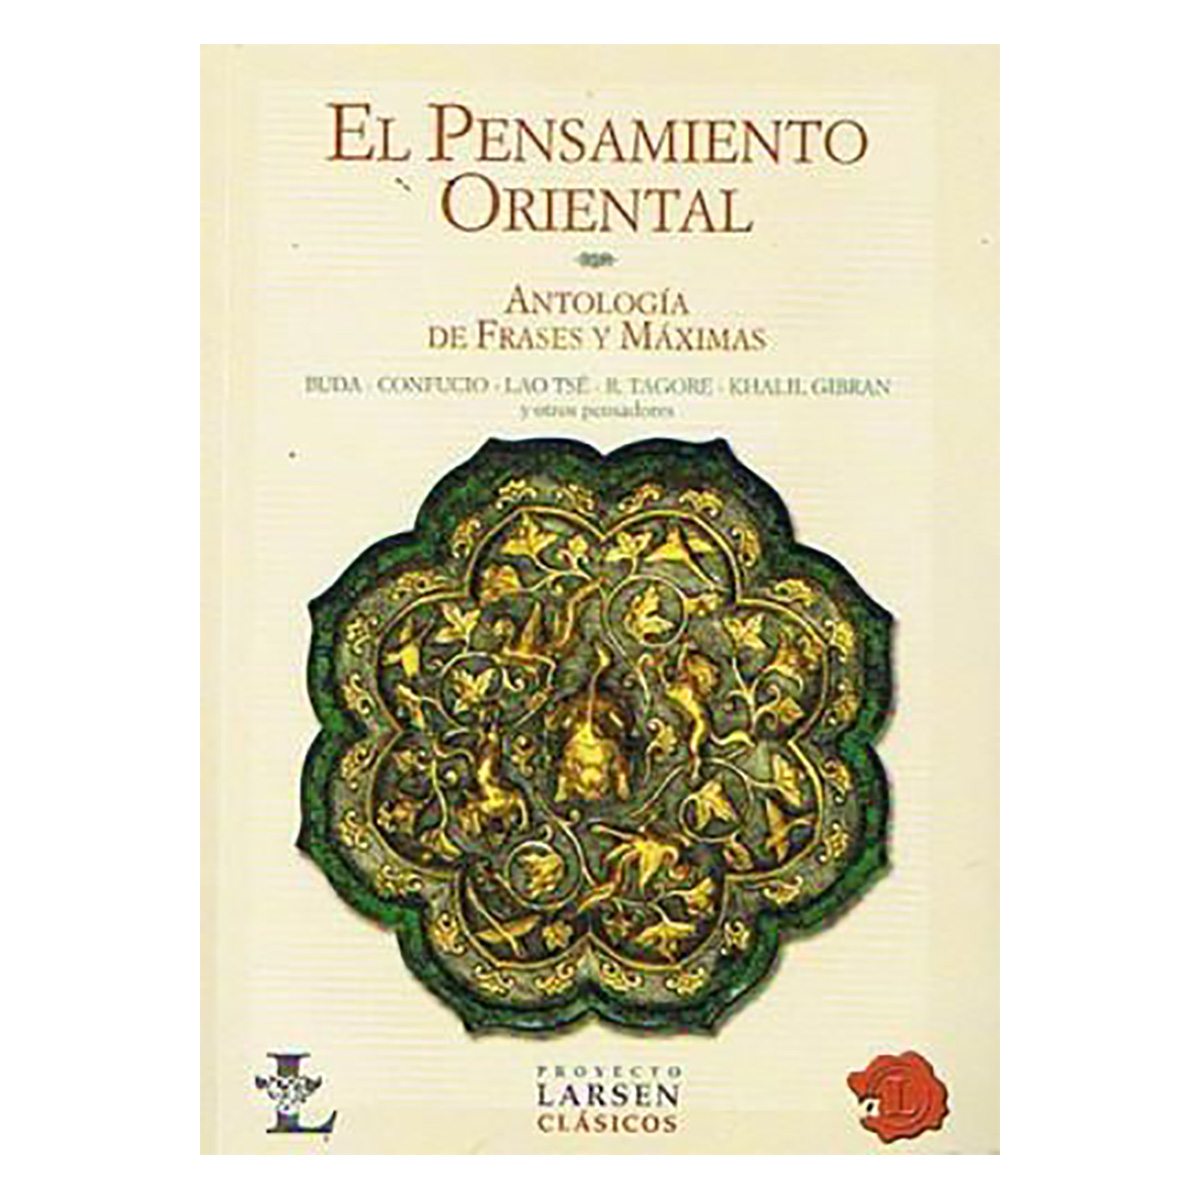 EL PENSAMIENTO
ORIENTAL
ANTOLOGÍA
DE FRASES Y MÁXIMAS
BUDA · CONFUCIO · LAO TSÉ · R. TAGORE · KHALIL GIBRAN
y otros pensadores
L
PROYECTO
LARSEN
CLÁSICOS
L